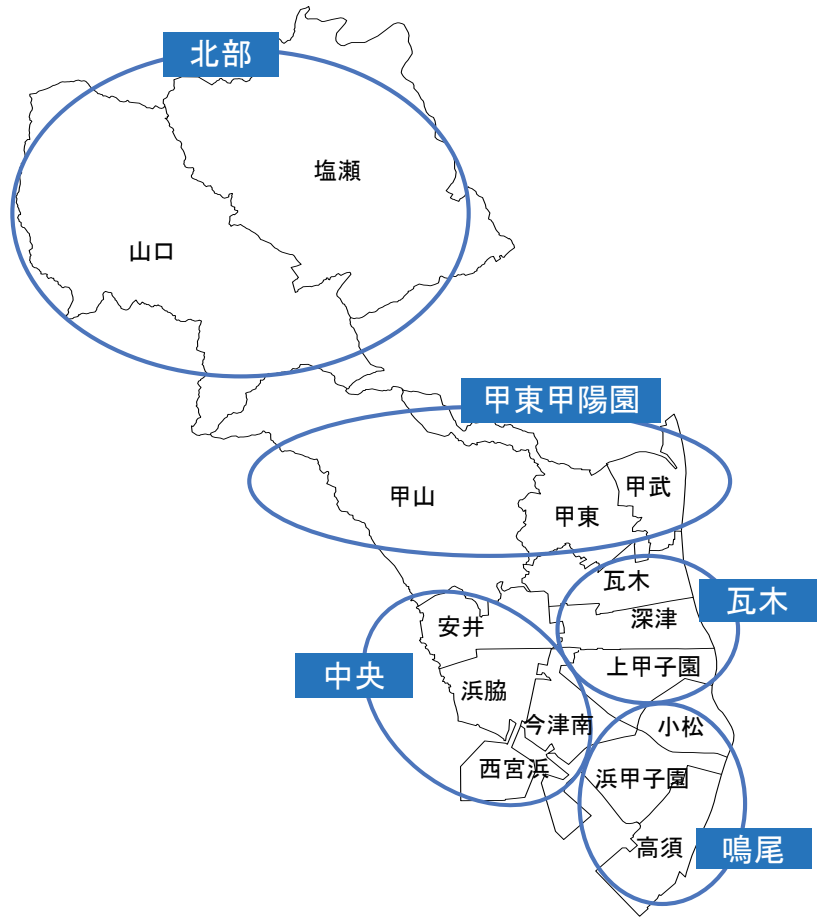 北部
塩瀬
山口
甲東甲陽園
甲武
甲山
甲東
瓦木
瓦木
深津
安井
上甲子園
中央
浜脇
今津南
小松
西宮浜
浜甲子園
高須
鳴尾